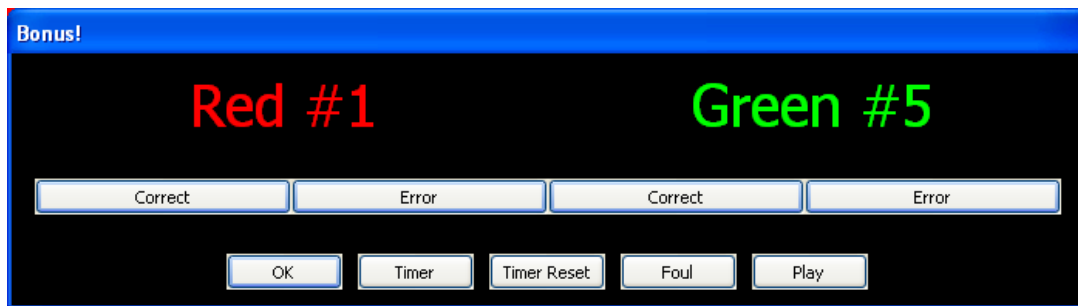 Bonus!
Red #1 Green #5
Correct Error Correct Error
OK Timer Timer Reset Foul Play